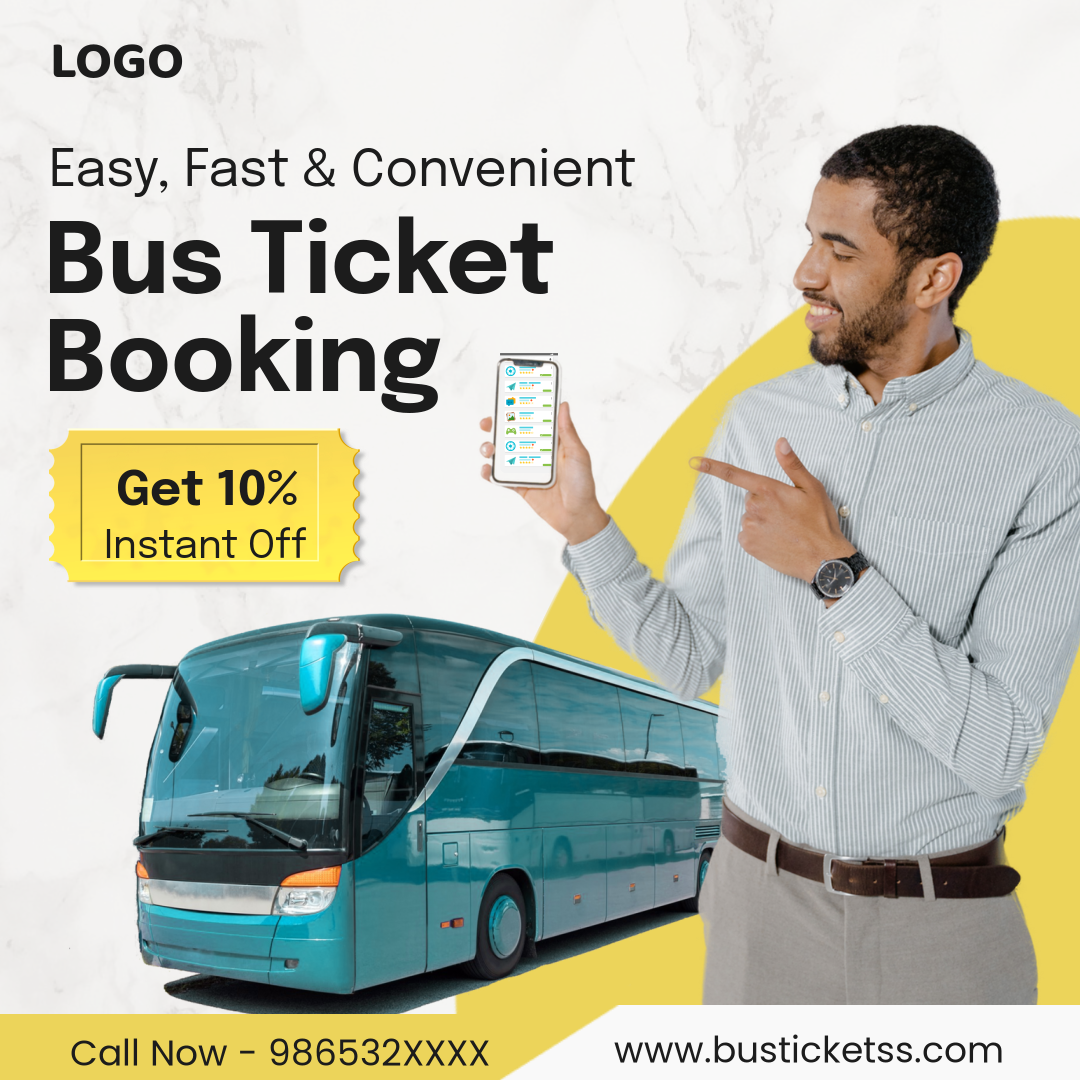 LOGO
Easy, Fast & Convenient
Bus Ticket
Booking
Get 10%
Instant Off
Call Now - 986532XXXX
www.busticketss.com